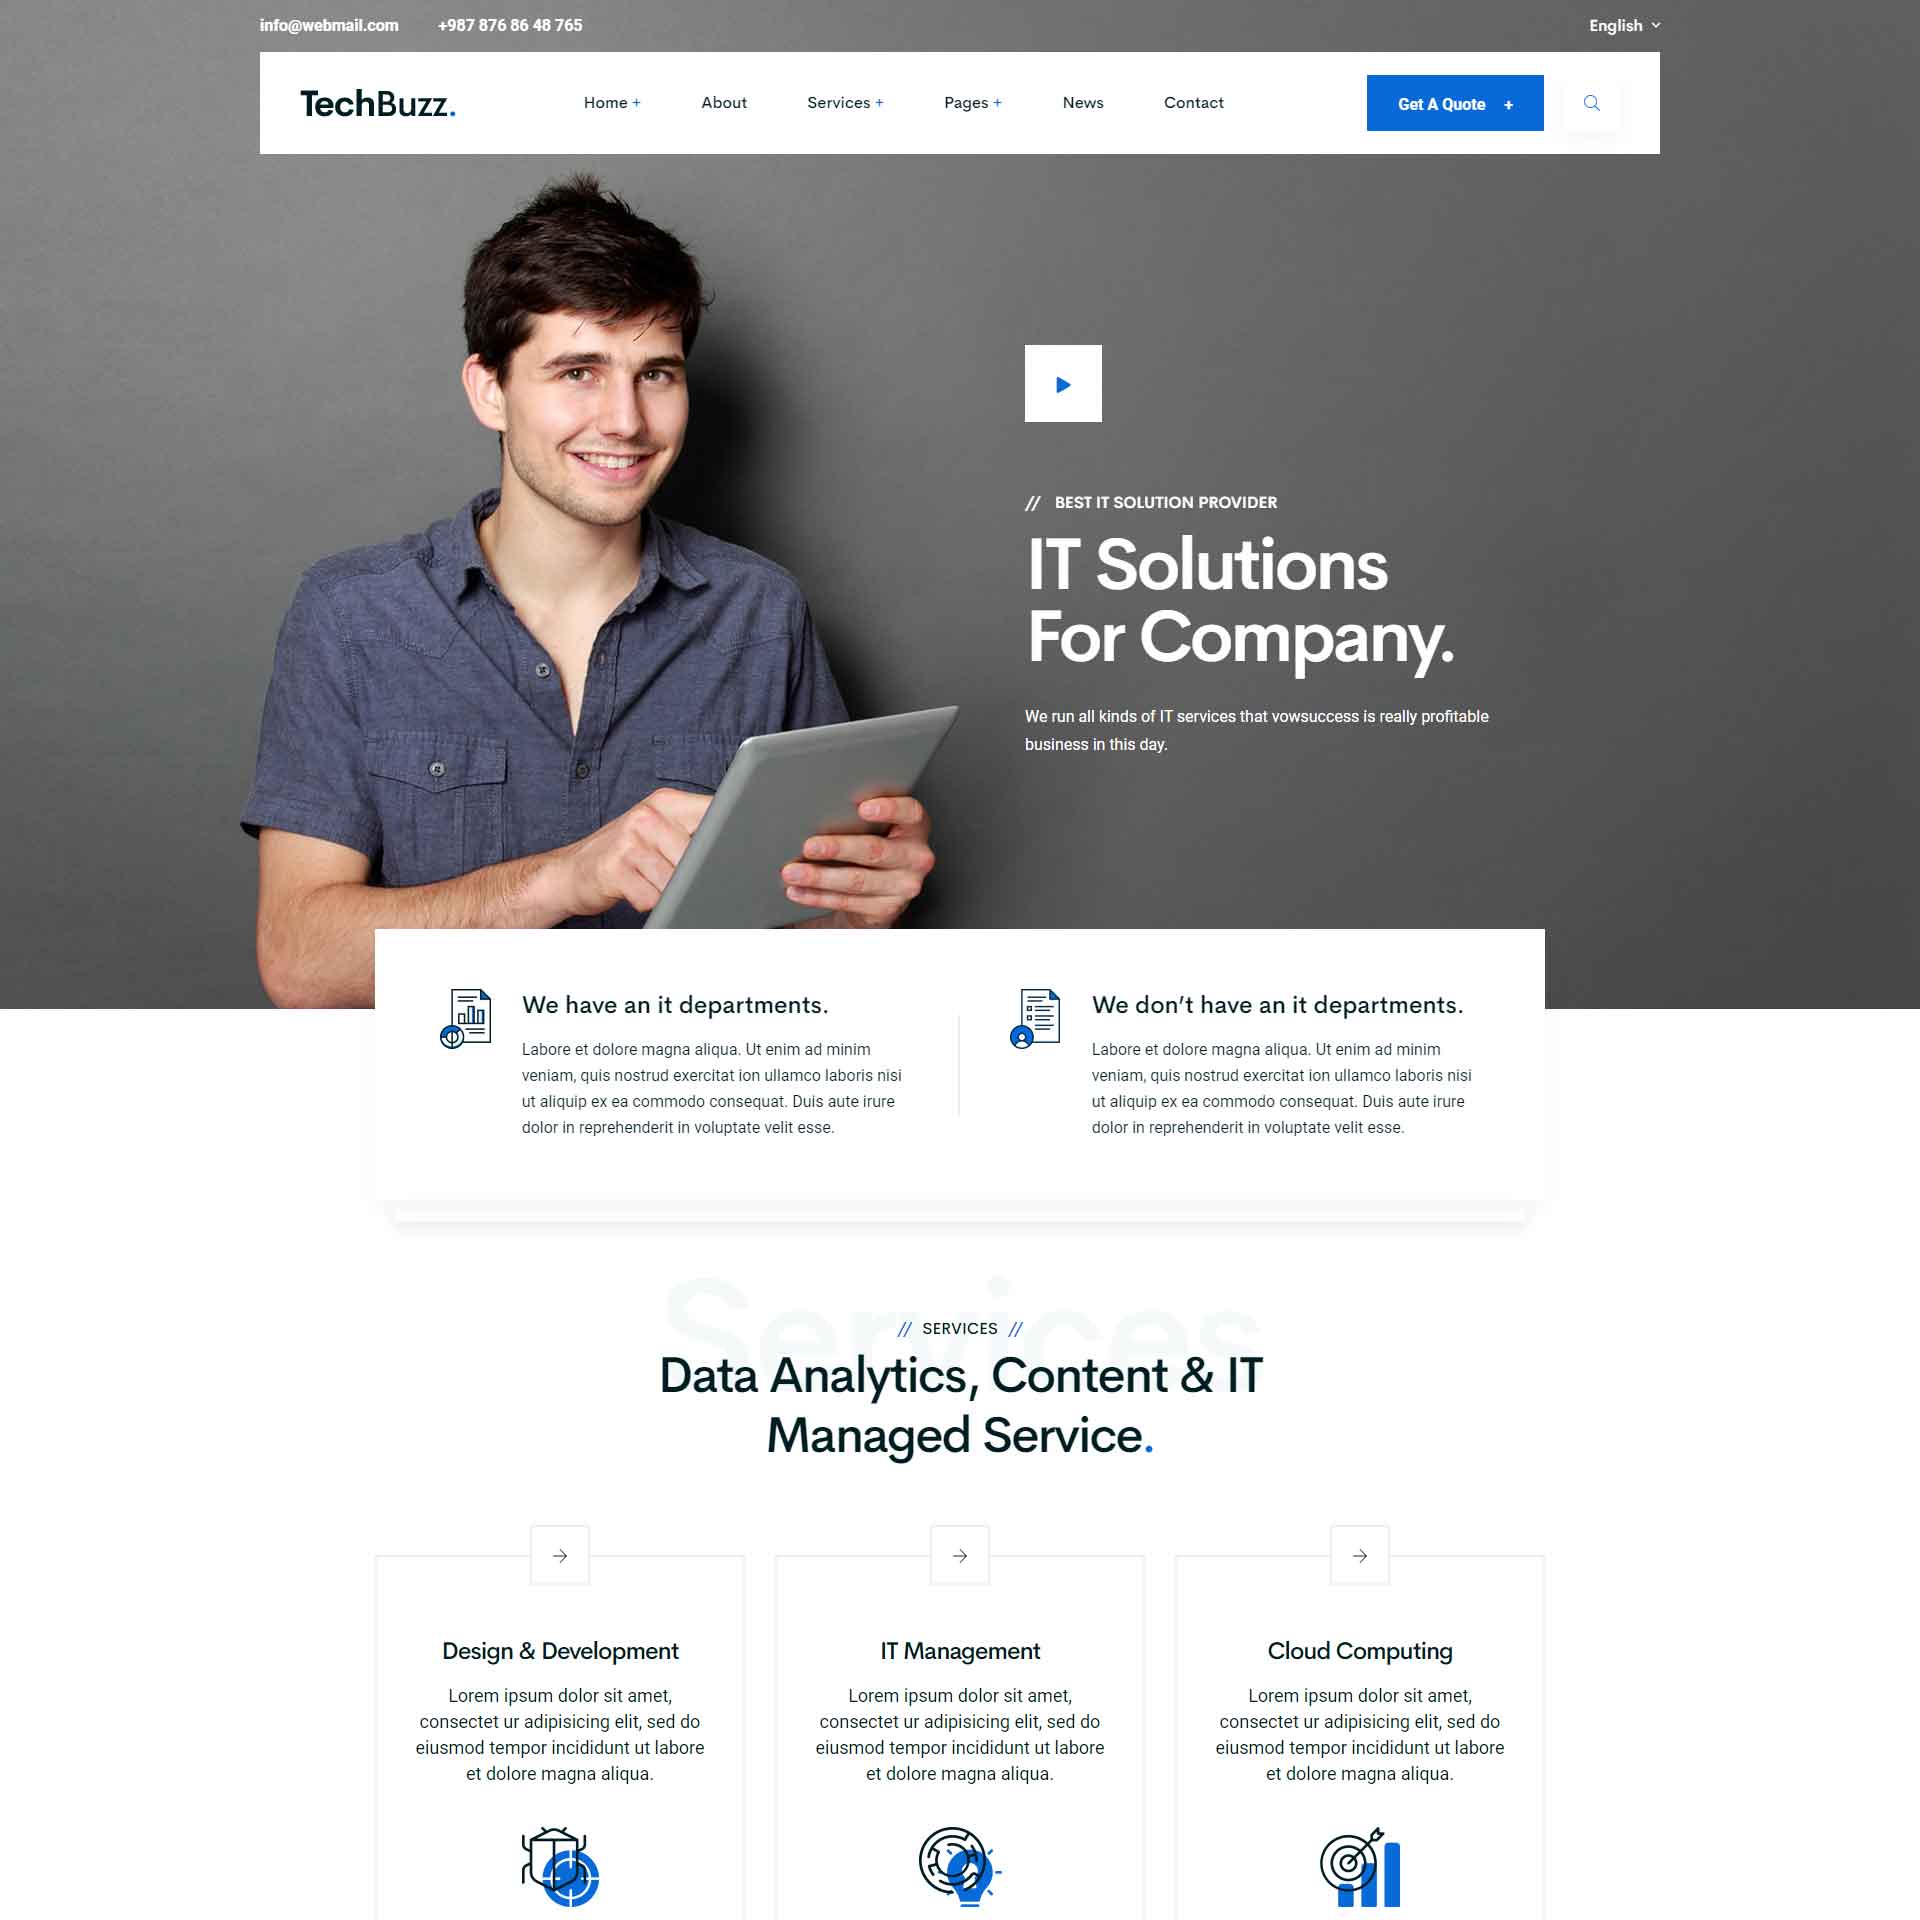 info@webmail.com +987 876 86 48 765 English
TechBuzz. Home + About Services + Pages + News Contact Get A Quote +
// BEST IT SOLUTION PROVIDER
IT Solutions
For Company.
We run all kinds of IT services that vowsuccess is really profitable
business in this day.
We have an it departments.
Labore et dolore magna aliqua. Ut enim ad minim
veniam, quis nostrud exercitat ion ullamco laboris nisi
ut aliquip ex ea commodo consequat. Duis aute irure
dolor in reprehenderit in voluptate velit esse.
We don't have an it departments.
Labore et dolore magna aliqua. Ut enim ad minim
veniam, quis nostrud exercitat ion ullamco laboris nisi
ut aliquip ex ea commodo consequat. Duis aute irure
dolor in reprehenderit in voluptate velit esse.
Services
// SERVICES //
Data Analytics, Content & IT
Managed Service.
Design & Development
Lorem ipsum dolor sit amet,
consectet ur adipisicing elit, sed do
eiusmod tempor incididunt ut labore
et dolore magna aliqua.
IT Management
Lorem ipsum dolor sit amet,
consectet ur adipisicing elit, sed do
eiusmod tempor incididunt ut labore
et dolore magna aliqua.
Cloud Computing
Lorem ipsum dolor sit amet,
consectet ur adipisicing elit, sed do
eiusmod tempor incididunt ut labore
et dolore magna aliqua.